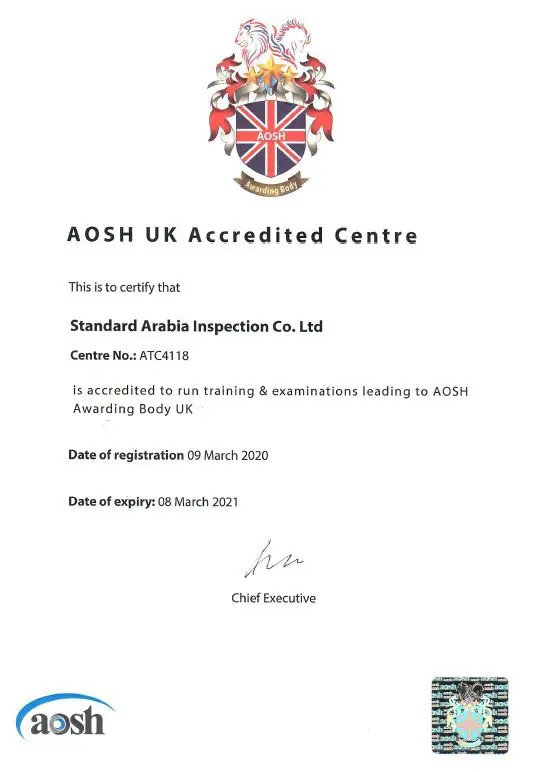 AOSH
Awarding Body
AOSH UK Accredited Centre
This is to certify that
Standard Arabia Inspection Co. Ltd
Centre No.: ATC4118
is accredited to run training & examinations leading to AOSH
Awarding Body UK
Date of registration 09 March 2020
Date of expiry: 08 March 2021
Chief Executive
aosh